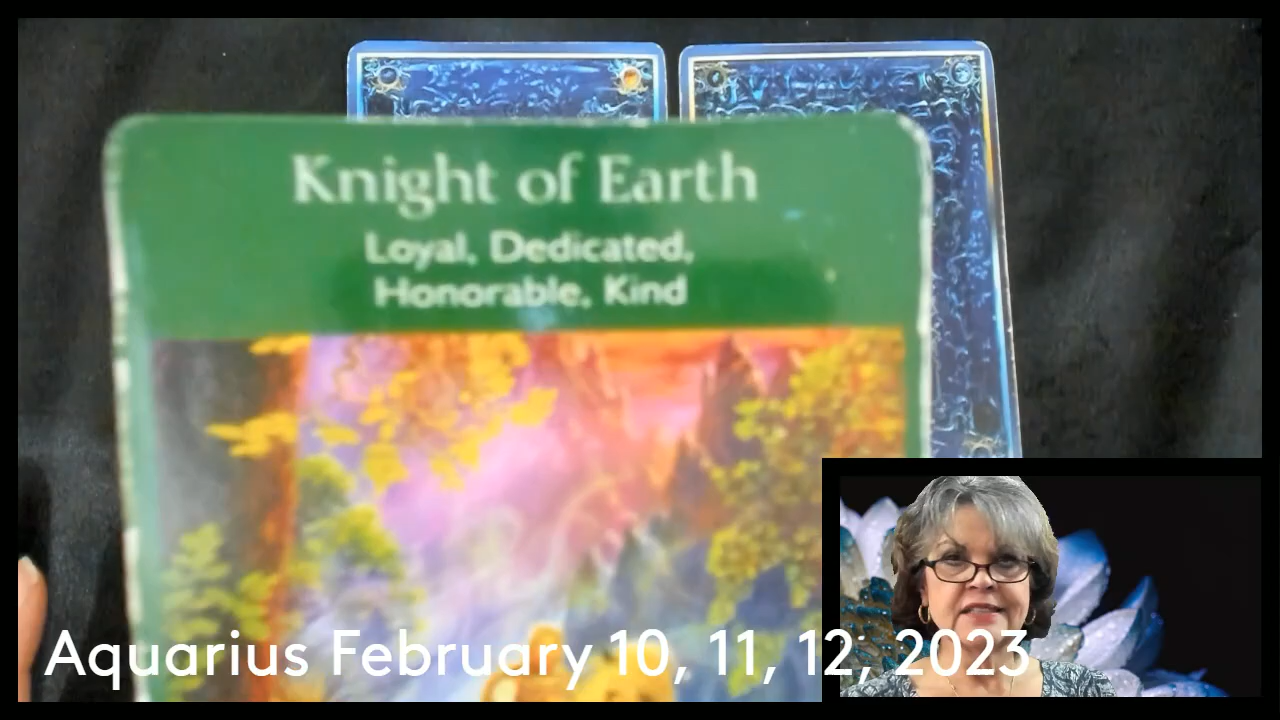 Knight of Earth
Loyal, Dedicated,
Honorable, Kind
Aquarius February 10, 11, 12, 2023